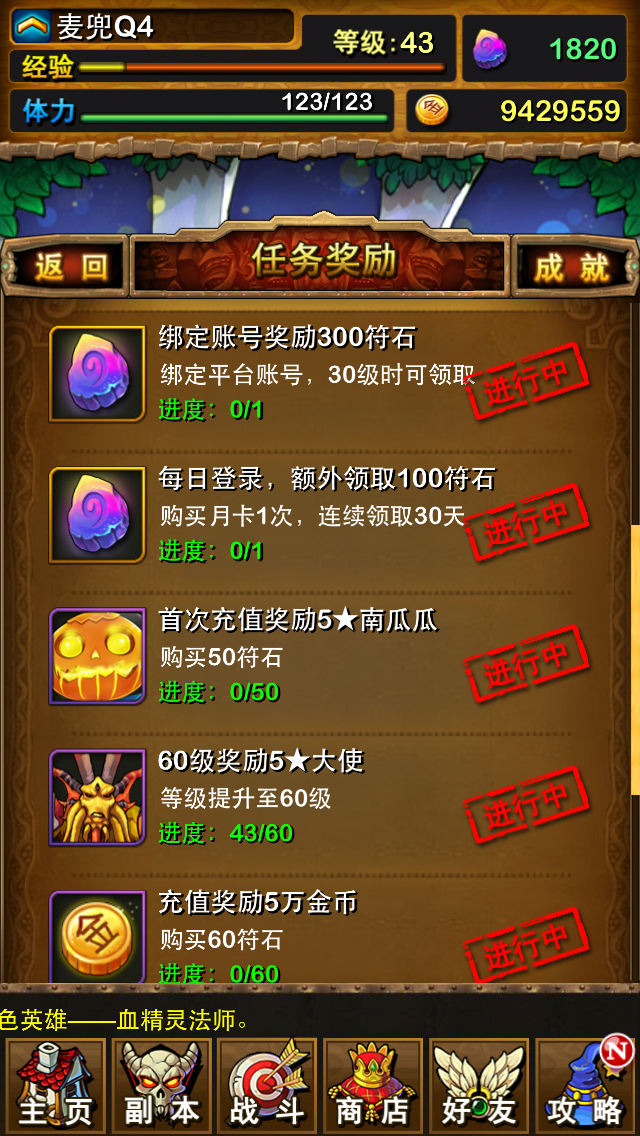 麦兜Q4
等级:43
1820
经验
体力
123/123
9429559
返回
任务奖励
成就
绑定账号奖励300符石
绑定平台账号，30级时可领取
进度：0/1
进行中
每日登录，额外领取100符石
购买月卡1次，连续领取30天
进度：0/1
进行中
首次充值奖励5★南瓜瓜
购买50符石
进度：0/50
进行中
60级奖励5★大使
等级提升至60级
进度：43/60
进行中
充值奖励5万金币
购买60符石
进度：0/60
进行中
色英雄——血精灵法师。
主页
副本
战斗
商店
好友
攻略
N